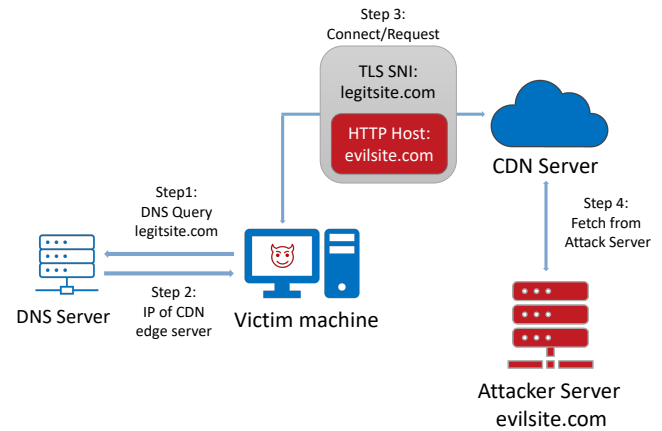 Step 3:
Connect/Request
TLS SNI:
legitsite.com
HTTP Host:
evilsite.com
CDN Server
Step1:
DNS Query
legitsite.com
Step 4:
Fetch from
Attack Server
Step 2:
IP of CDN
edge server
DNS Server
Victim machine
Attacker Server
evilsite.com